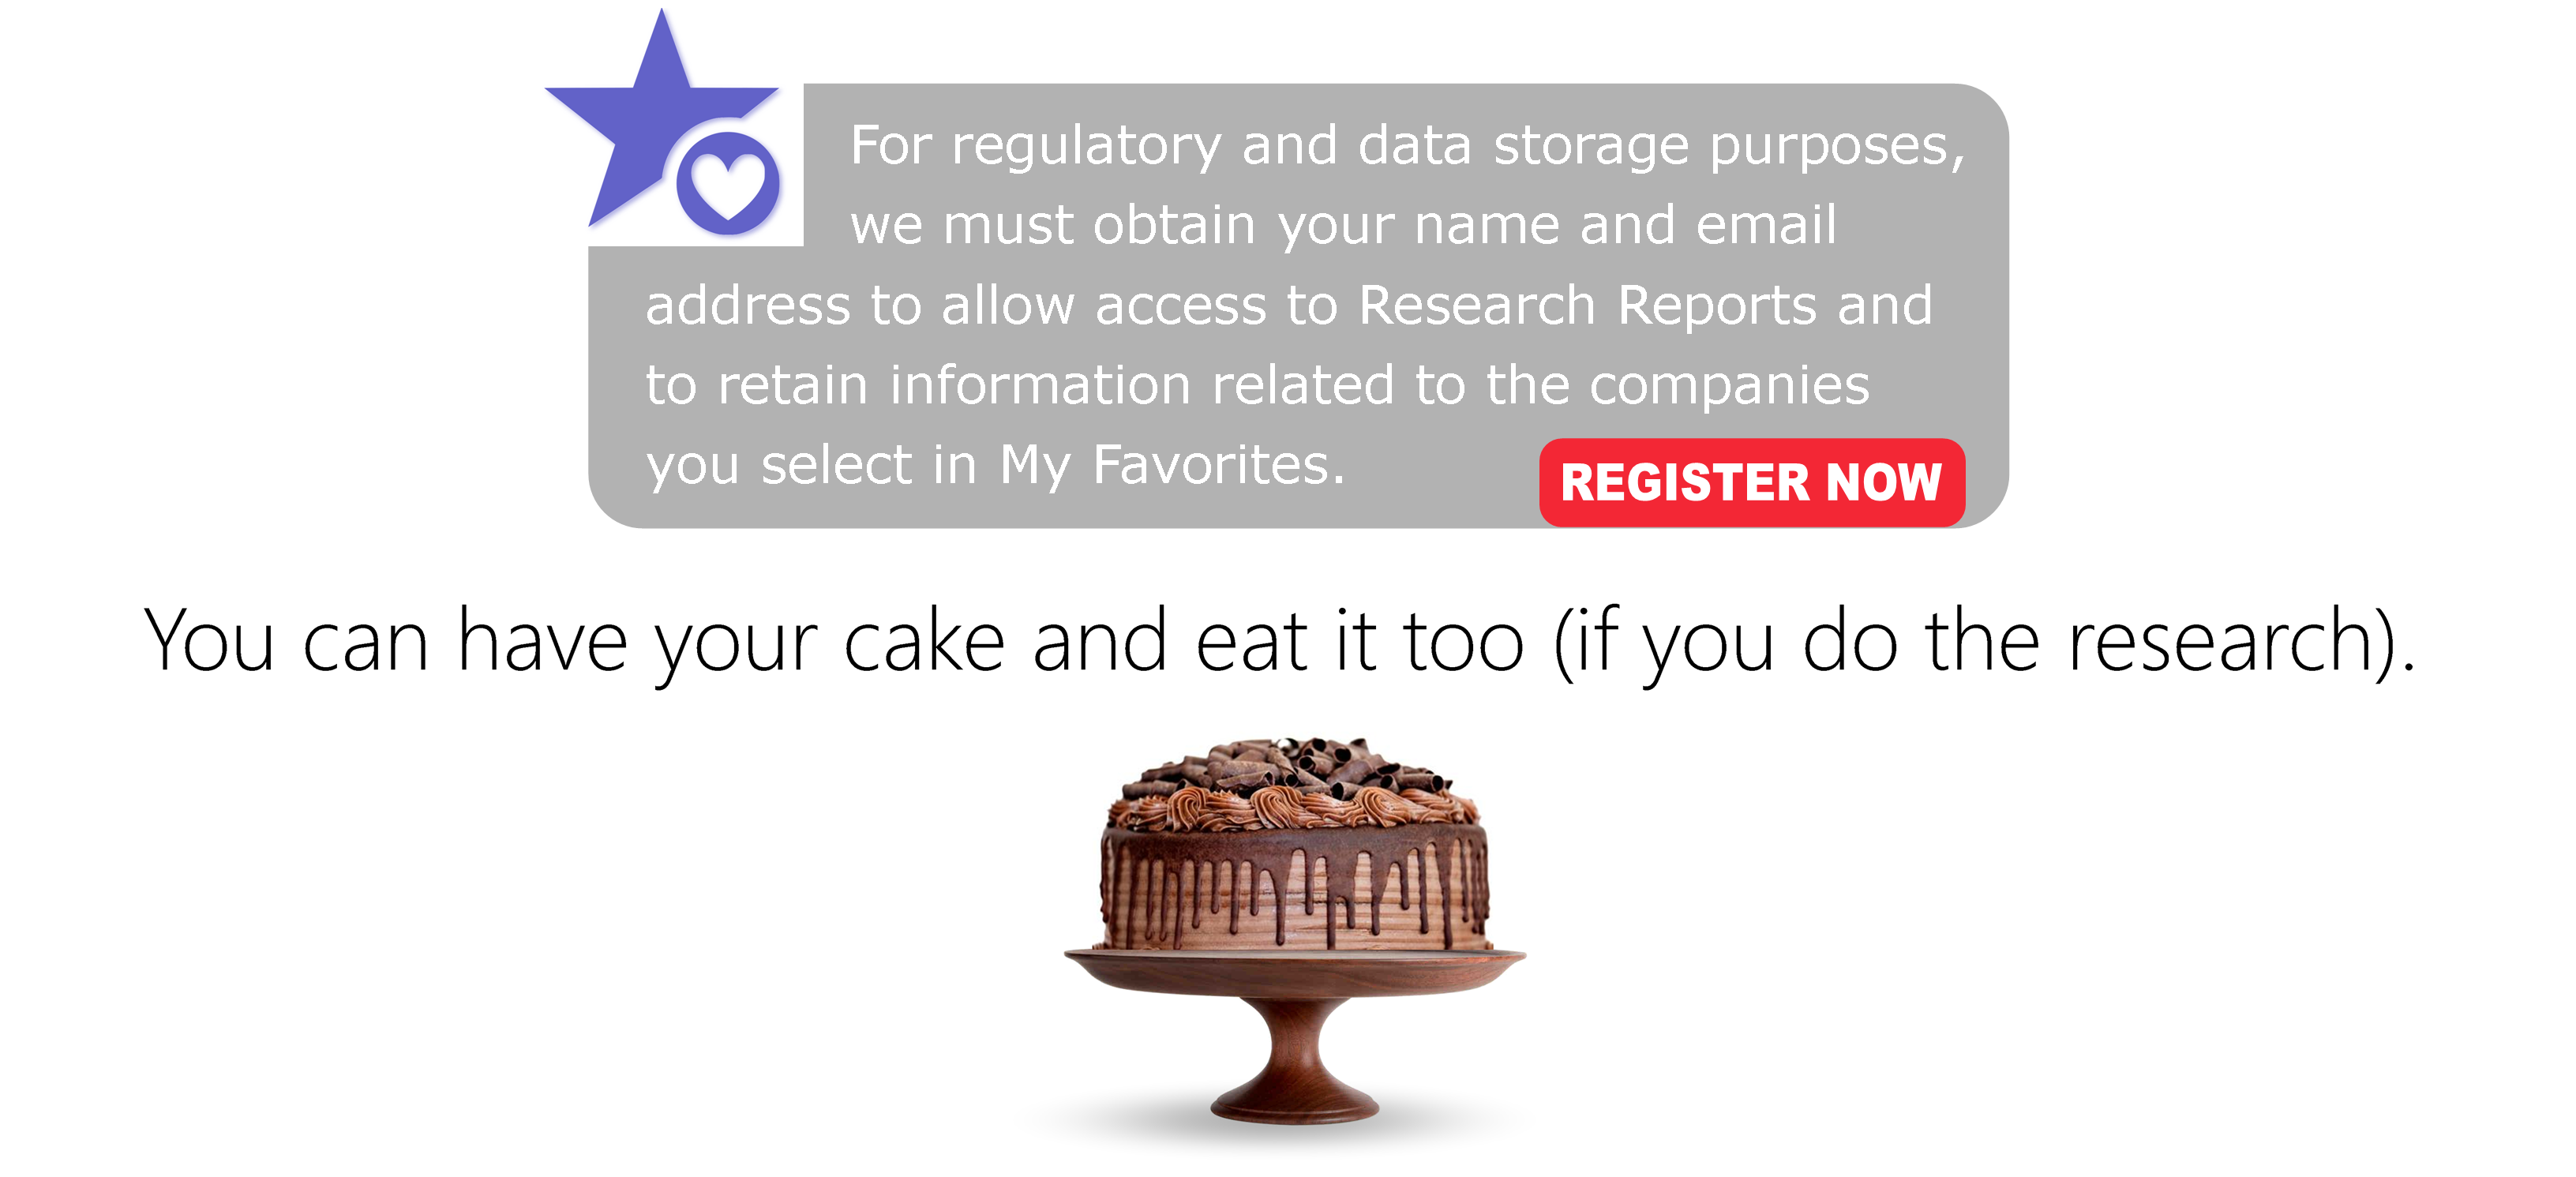 For regulatory and data storage purposes,
we must obtain your name and email
address to allow access to Research Reports and
to retain information related to the companies
you select in My Favorites.
REGISTER NOW
You can have your cake and eat it too (if you do the research).